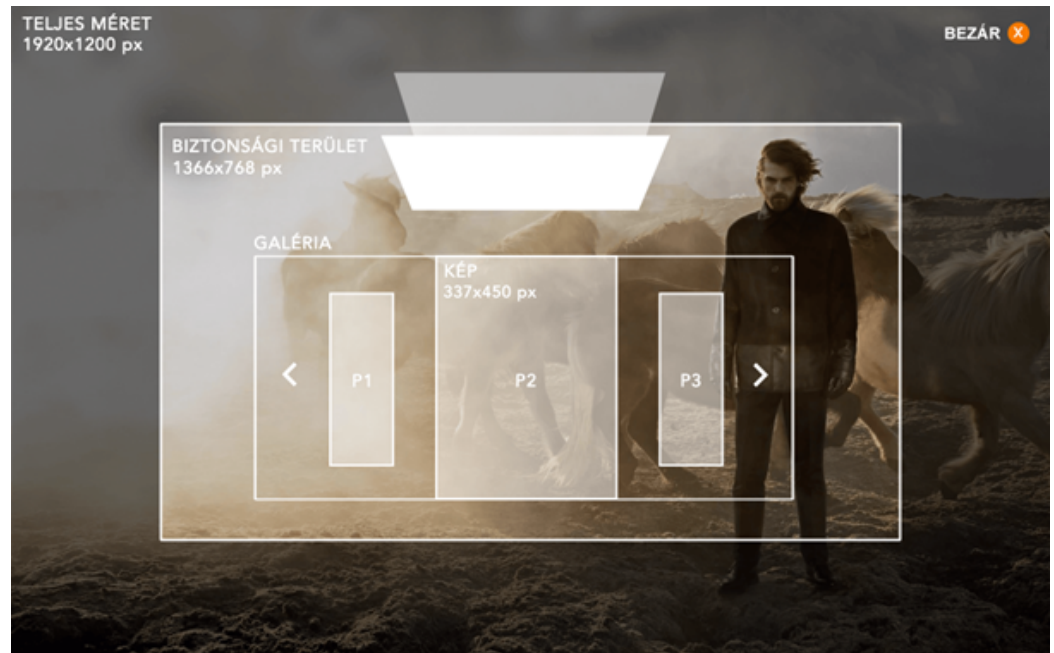 TELJES MÉRET
1920x1200 px
BEZÁR X
BIZTONSÁGI TERÜLET
1366x768 px
GALÉRIA
KÉP
337x450 px
P1
P2
P3